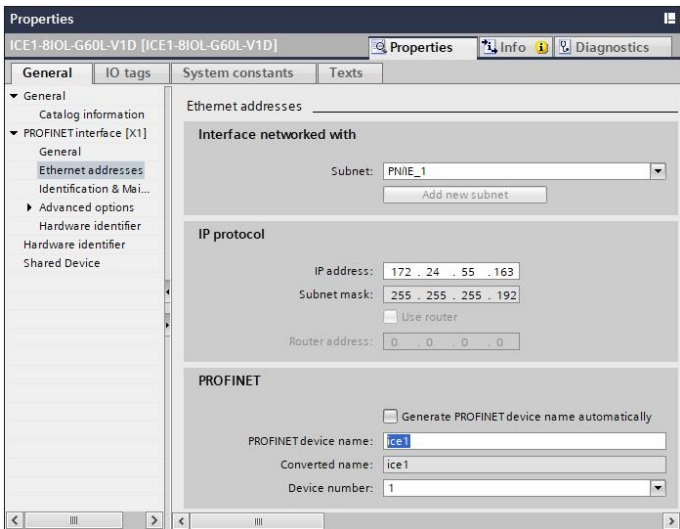 Properties
ICE1-8IOL-G60L-V1D [ICE1-8IOL-G60L-V1D]
Properties
Info
Diagnostics
General
IO tags
System constants
Texts
General
Catalog information
PROFINET interface [X1]
General
Ethernet addresses
Identification & Mai...
Advanced options
Hardware identifier
Hardware identifier
Shared Device
Ethernet addresses
Interface networked with
Subnet: PN/IE_1
Add new subnet
IP protocol
IP address: 172 . 24 . 55 . 163
Subnet mask: 255 . 255 . 255 . 192
Use router
Router address: 0 . 0 . 0 . 0
PROFINET
Generate PROFINET device name automatically
PROFINET device name: ice1
Converted name: ice1
Device number: 1